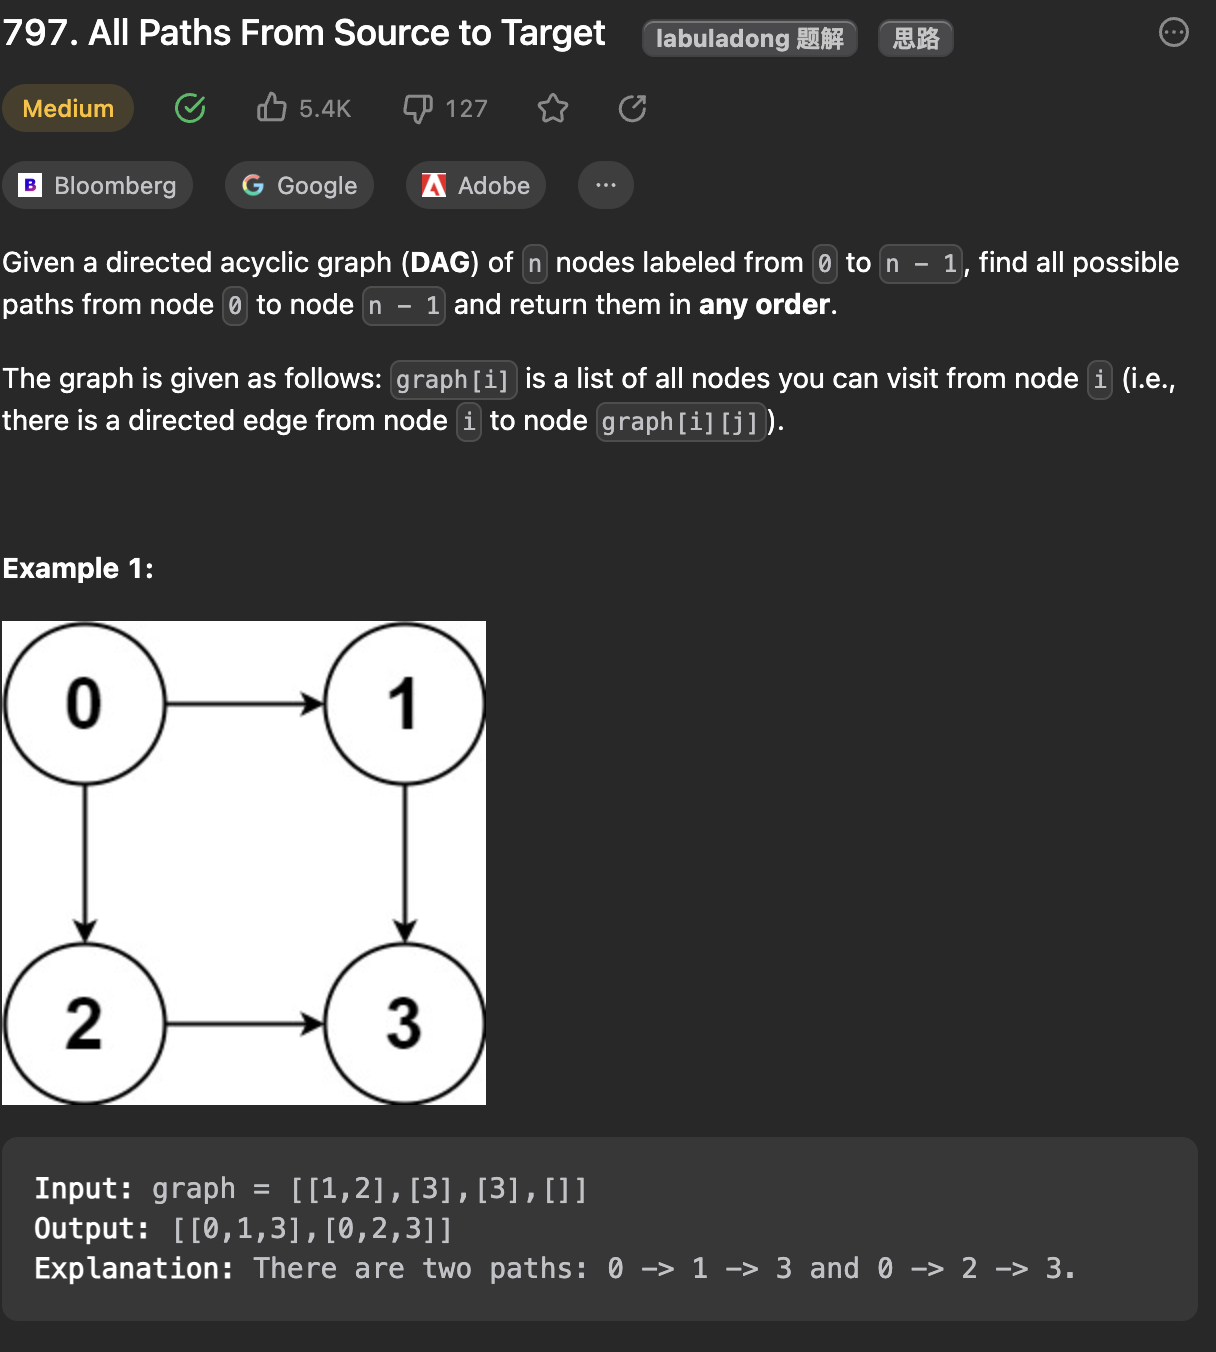 797. All Paths From Source to Target labuladong 题解 思路
Medium 5.4K 127
B Bloomberg Google Adobe ...
Given a directed acyclic graph (DAG) of n nodes labeled from 0 to n - 1, find all possible
paths from node 0 to node n - 1 and return them in any order.
The graph is given as follows: graph[i] is a list of all nodes you can visit from node i (i.e.,
there is a directed edge from node i to node graph[i][j]).
Example 1:
0 1
2 3
Input: graph = [[1,2],[3],[3],[]]
Output: [[0,1,3],[0,2,3]]
Explanation: There are two paths: 0 -> 1 -> 3 and 0 -> 2 -> 3.